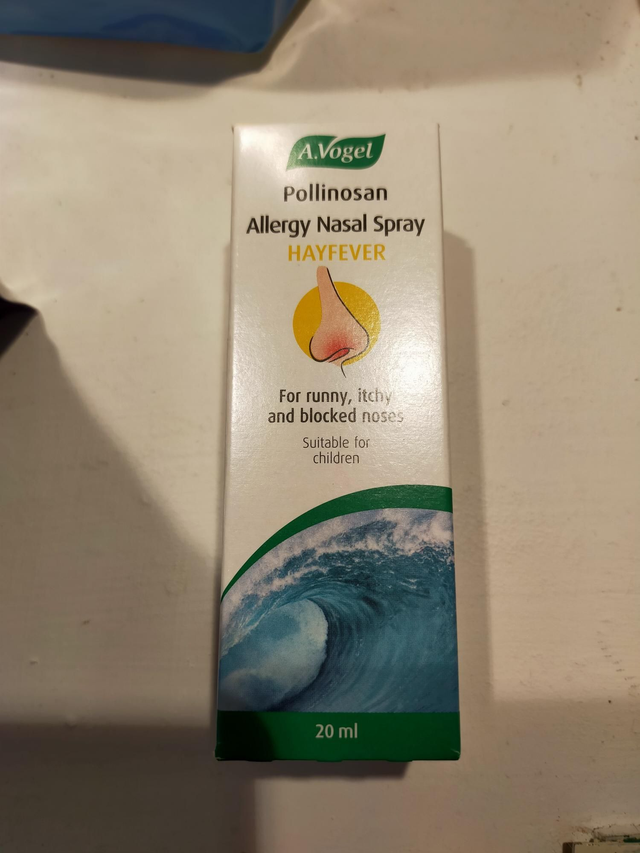 A.Vogel
Pollinosan
Allergy Nasal Spray
HAYFEVER
For runny, itchy
and blocked noses
Suitable for
children
20 ml